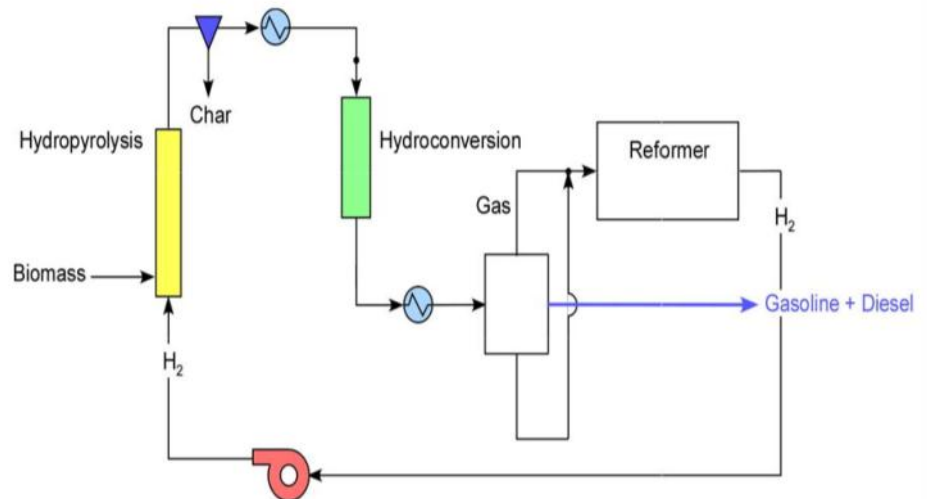 Char
Hydropyrolysis
Hydroconversion
Reformer
Gas
H₂
Biomass
Gasoline + Diesel
H₂